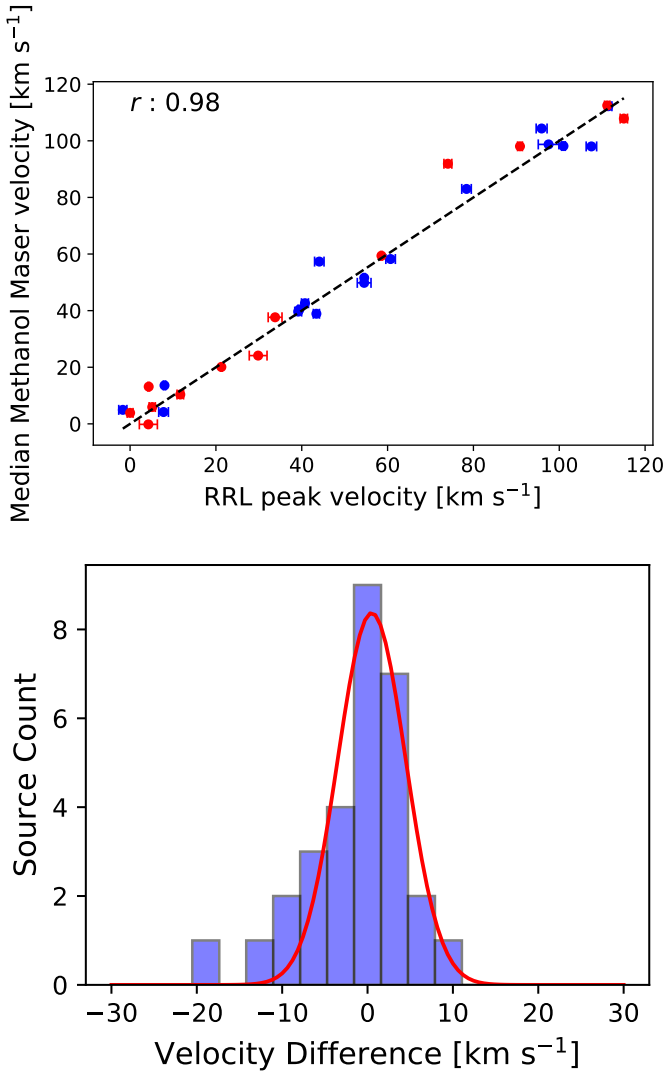 Median Methanol Maser velocity [km s⁻¹]
r : 0.98
120
100
80
60
40
20
0
0 20 40 60 80 100 120
RRL peak velocity [km s⁻¹]
Source Count
8
6
4
2
0
−30 −20 −10 0 10 20 30
Velocity Difference [km s⁻¹]